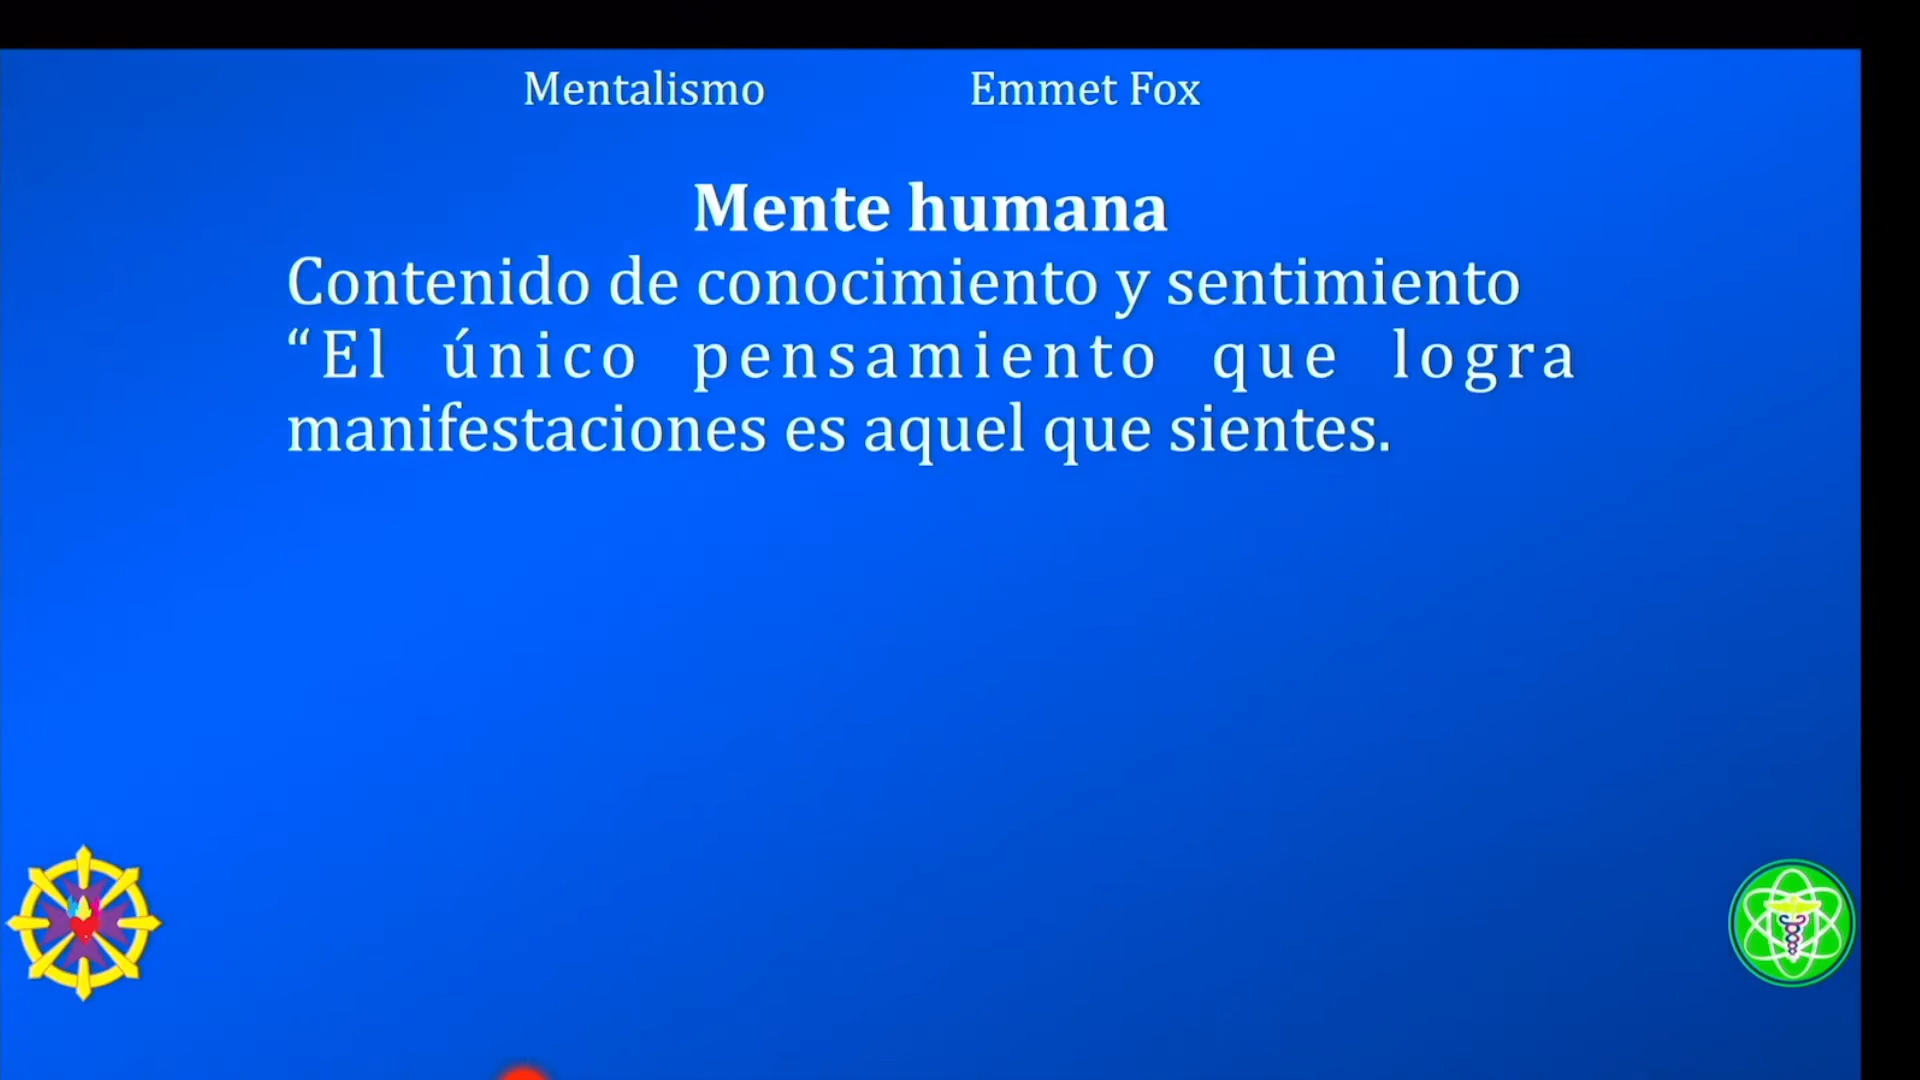 Mentalismo Emmet Fox
Mente humana
Contenido de conocimiento y sentimiento
“El único pensamiento que logra
manifestaciones es aquel que sientes.